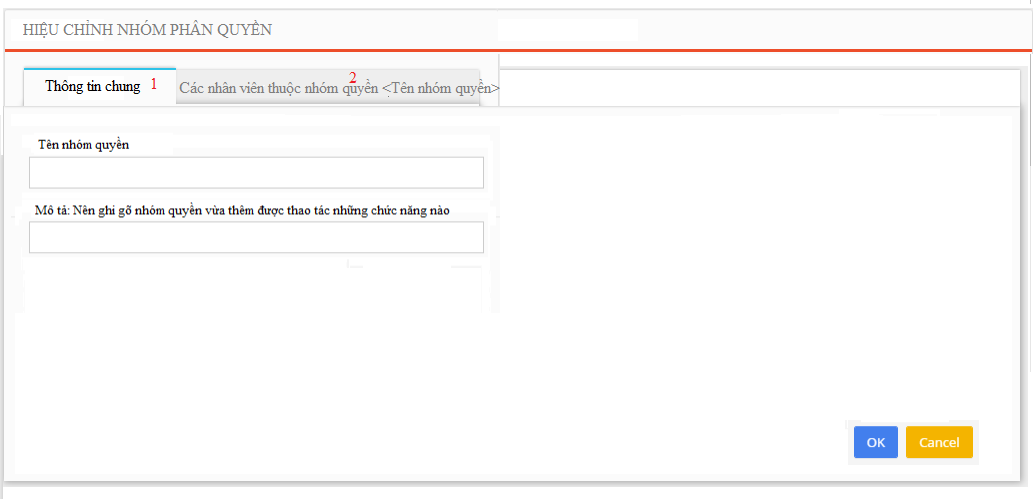 HIỆU CHỈNH NHÓM PHÂN QUYỀN
Thông tin chung 1
2
Các nhân viên thuộc nhóm quyền <Tên nhóm quyền>
Tên nhóm quyền
Mô tả: Nên ghi gõ nhóm quyền vừa thêm được thao tác những chức năng nào
OK Cancel